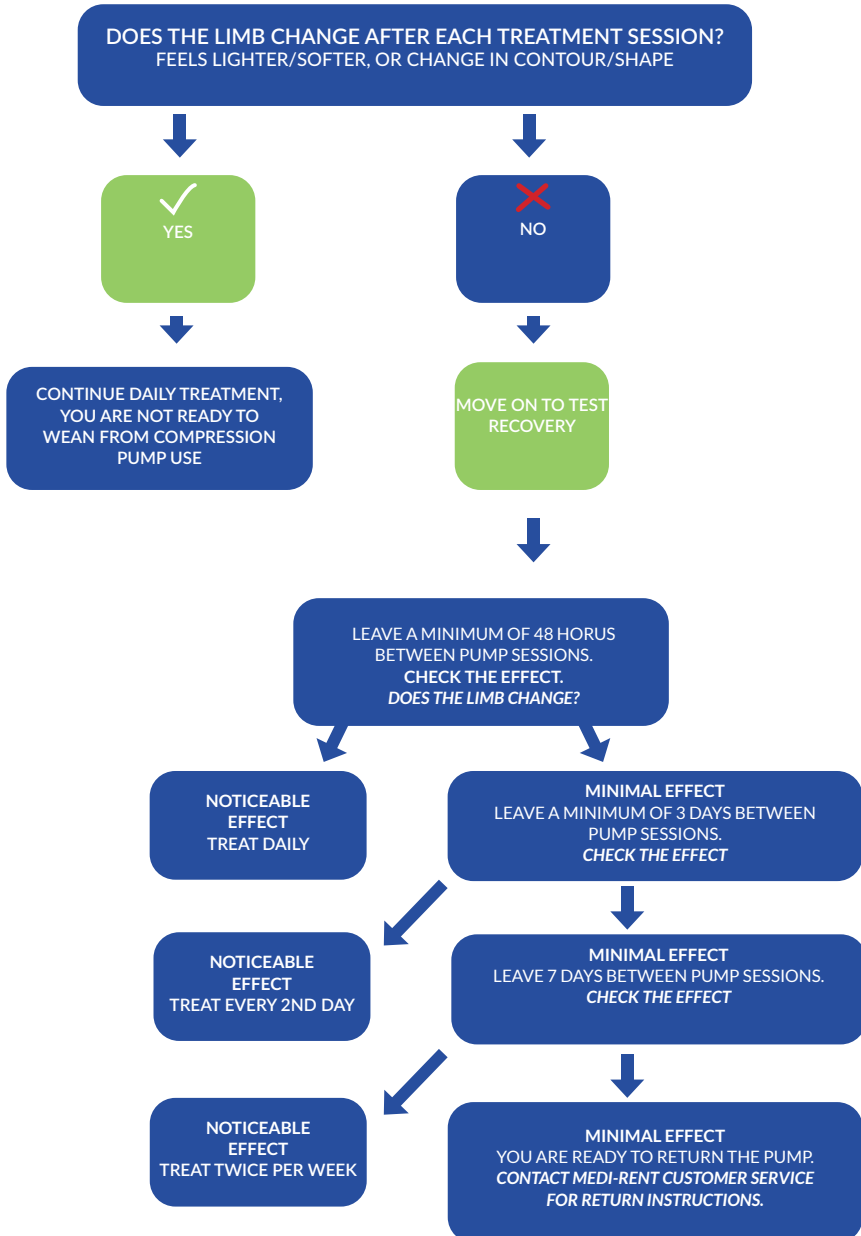 DOES THE LIMB CHANGE AFTER EACH TREATMENT SESSION?
FEELS LIGHTER/SOFTER, OR CHANGE IN CONTOUR/SHAPE
YES
NO
CONTINUE DAILY TREATMENT,
YOU ARE NOT READY TO
WEAN FROM COMPRESSION
PUMP USE
MOVE ON TO TEST
RECOVERY
LEAVE A MINIMUM OF 48 HORUS
BETWEEN PUMP SESSIONS.
CHECK THE EFFECT.
DOES THE LIMB CHANGE?
NOTICEABLE
EFFECT
TREAT DAILY
MINIMAL EFFECT
LEAVE A MINIMUM OF 3 DAYS BETWEEN
PUMP SESSIONS.
CHECK THE EFFECT
NOTICEABLE
EFFECT
TREAT EVERY 2ND DAY
MINIMAL EFFECT
LEAVE 7 DAYS BETWEEN PUMP SESSIONS.
CHECK THE EFFECT
NOTICEABLE
EFFECT
TREAT TWICE PER WEEK
MINIMAL EFFECT
YOU ARE READY TO RETURN THE PUMP.
CONTACT MEDI-RENT CUSTOMER SERVICE
FOR RETURN INSTRUCTIONS.